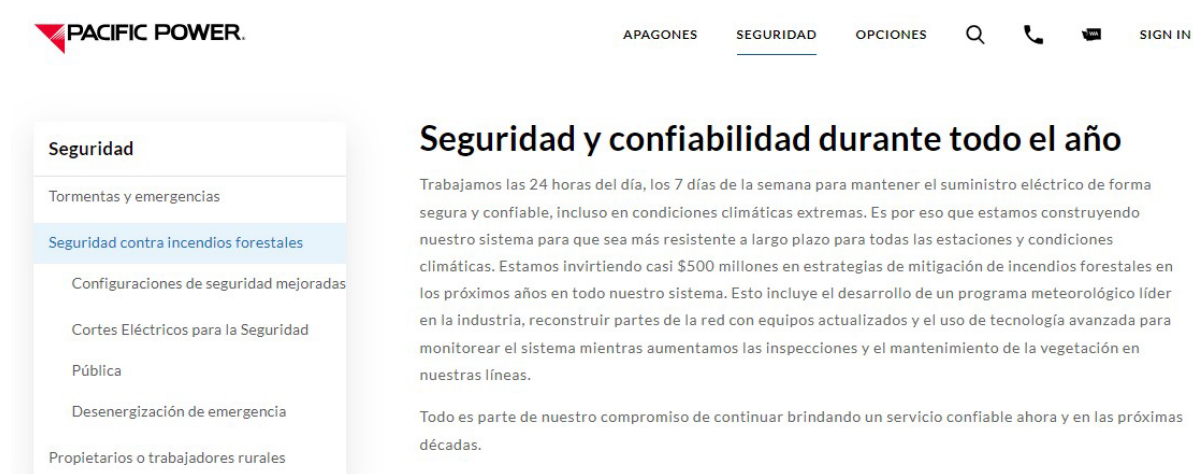 PACIFIC POWER.
APAGONES SEGURIDAD OPCIONES WA SIGN IN
Seguridad
Tormentas y emergencias
Seguridad contra incendios forestales
Configuraciones de seguridad mejoradas
Cortes Eléctricos para la Seguridad
Pública
Desenergización de emergencia
Propietarios o trabajadores rurales
Seguridad y confiabilidad durante todo el año
Trabajamos las 24 horas del día, los 7 días de la semana para mantener el suministro eléctrico de forma
segura y confiable, incluso en condiciones climáticas extremas. Es por eso que estamos construyendo
nuestro sistema para que sea más resistente a largo plazo para todas las estaciones y condiciones
climáticas. Estamos invirtiendo casi $500 millones en estrategias de mitigación de incendios forestales en
los próximos años en todo nuestro sistema. Esto incluye el desarrollo de un programa meteorológico líder
en la industria, reconstruir partes de la red con equipos actualizados y el uso de tecnología avanzada para
monitorear el sistema mientras aumentamos las inspecciones y el mantenimiento de la vegetación en
nuestras líneas.
Todo es parte de nuestro compromiso de continuar brindando un servicio confiable ahora y en las próximas
décadas.